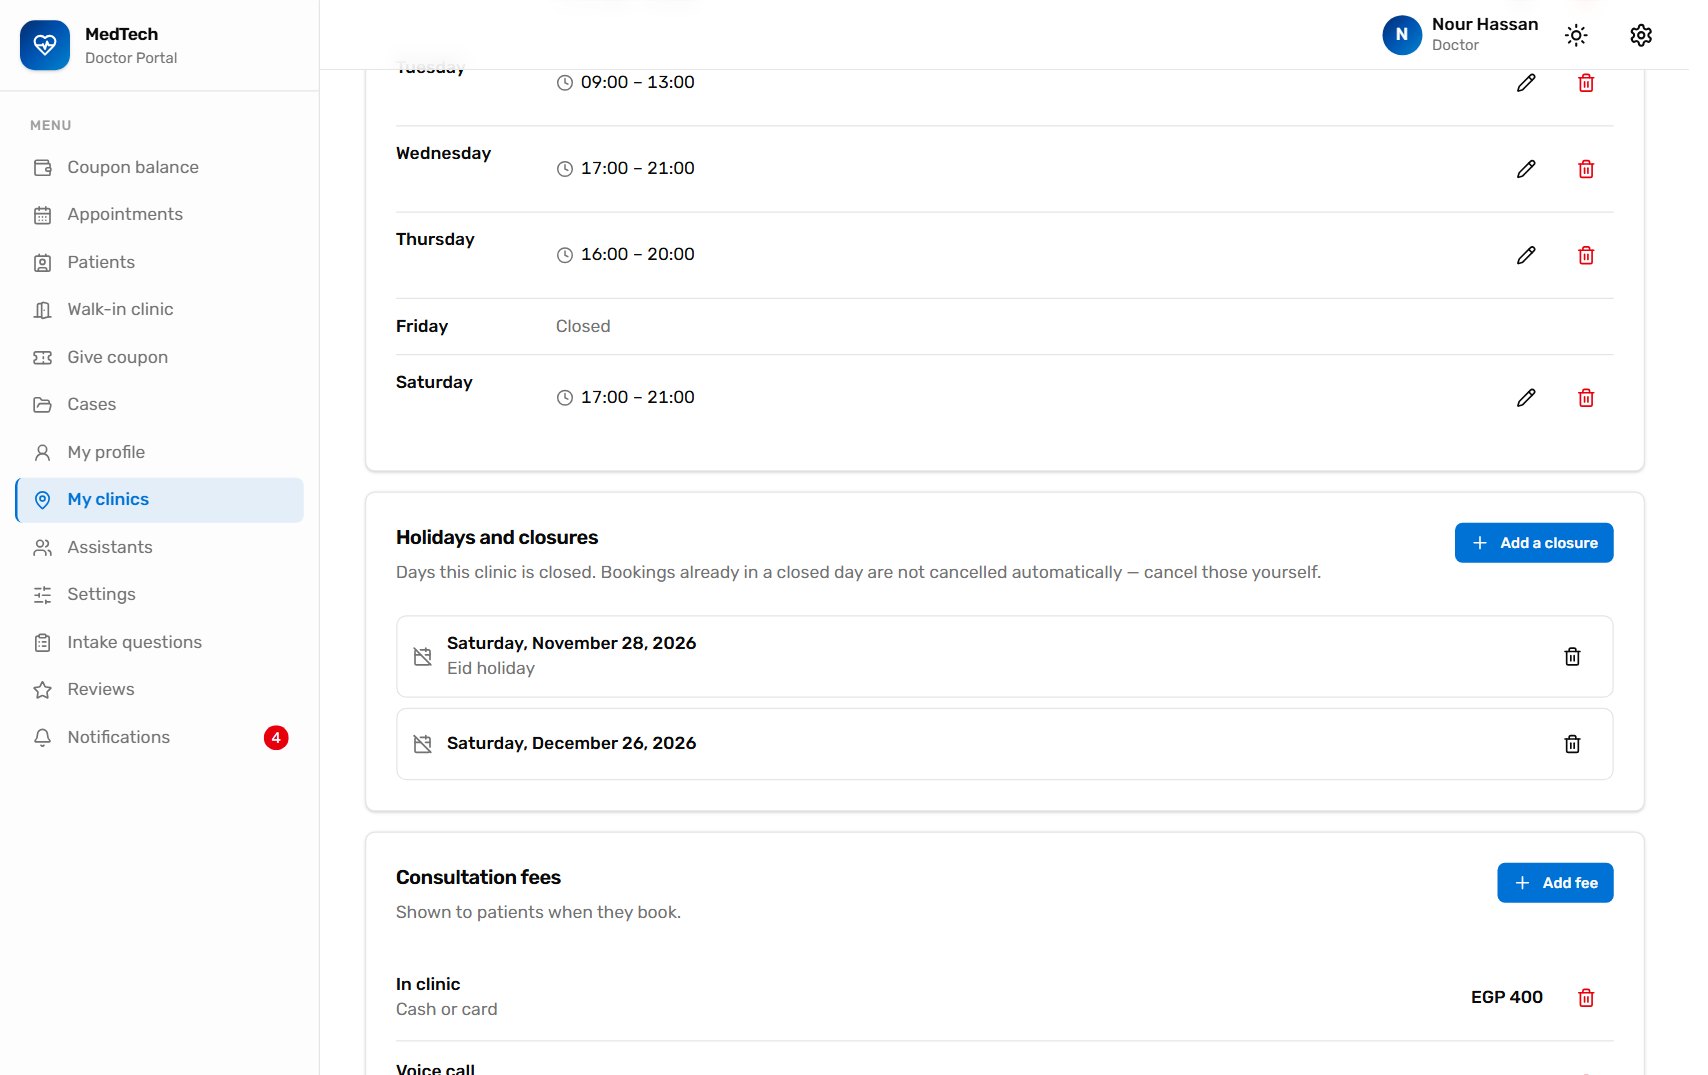 MedTech
Doctor Portal
MENU
Coupon balance
Appointments
Patients
Walk-in clinic
Give coupon
Cases
My profile
My clinics
Assistants
Settings
Intake questions
Reviews
Notifications
4
N
Nour Hassan
Doctor
Tuesday
09:00 – 13:00
Wednesday
17:00 – 21:00
Thursday
16:00 – 20:00
Friday
Closed
Saturday
17:00 – 21:00
Holidays and closures
Add a closure
Days this clinic is closed. Bookings already in a closed day are not cancelled automatically — cancel those yourself.
Saturday, November 28, 2026
Eid holiday
Saturday, December 26, 2026
Consultation fees
Add fee
Shown to patients when they book.
In clinic
Cash or card
EGP 400
Voice call